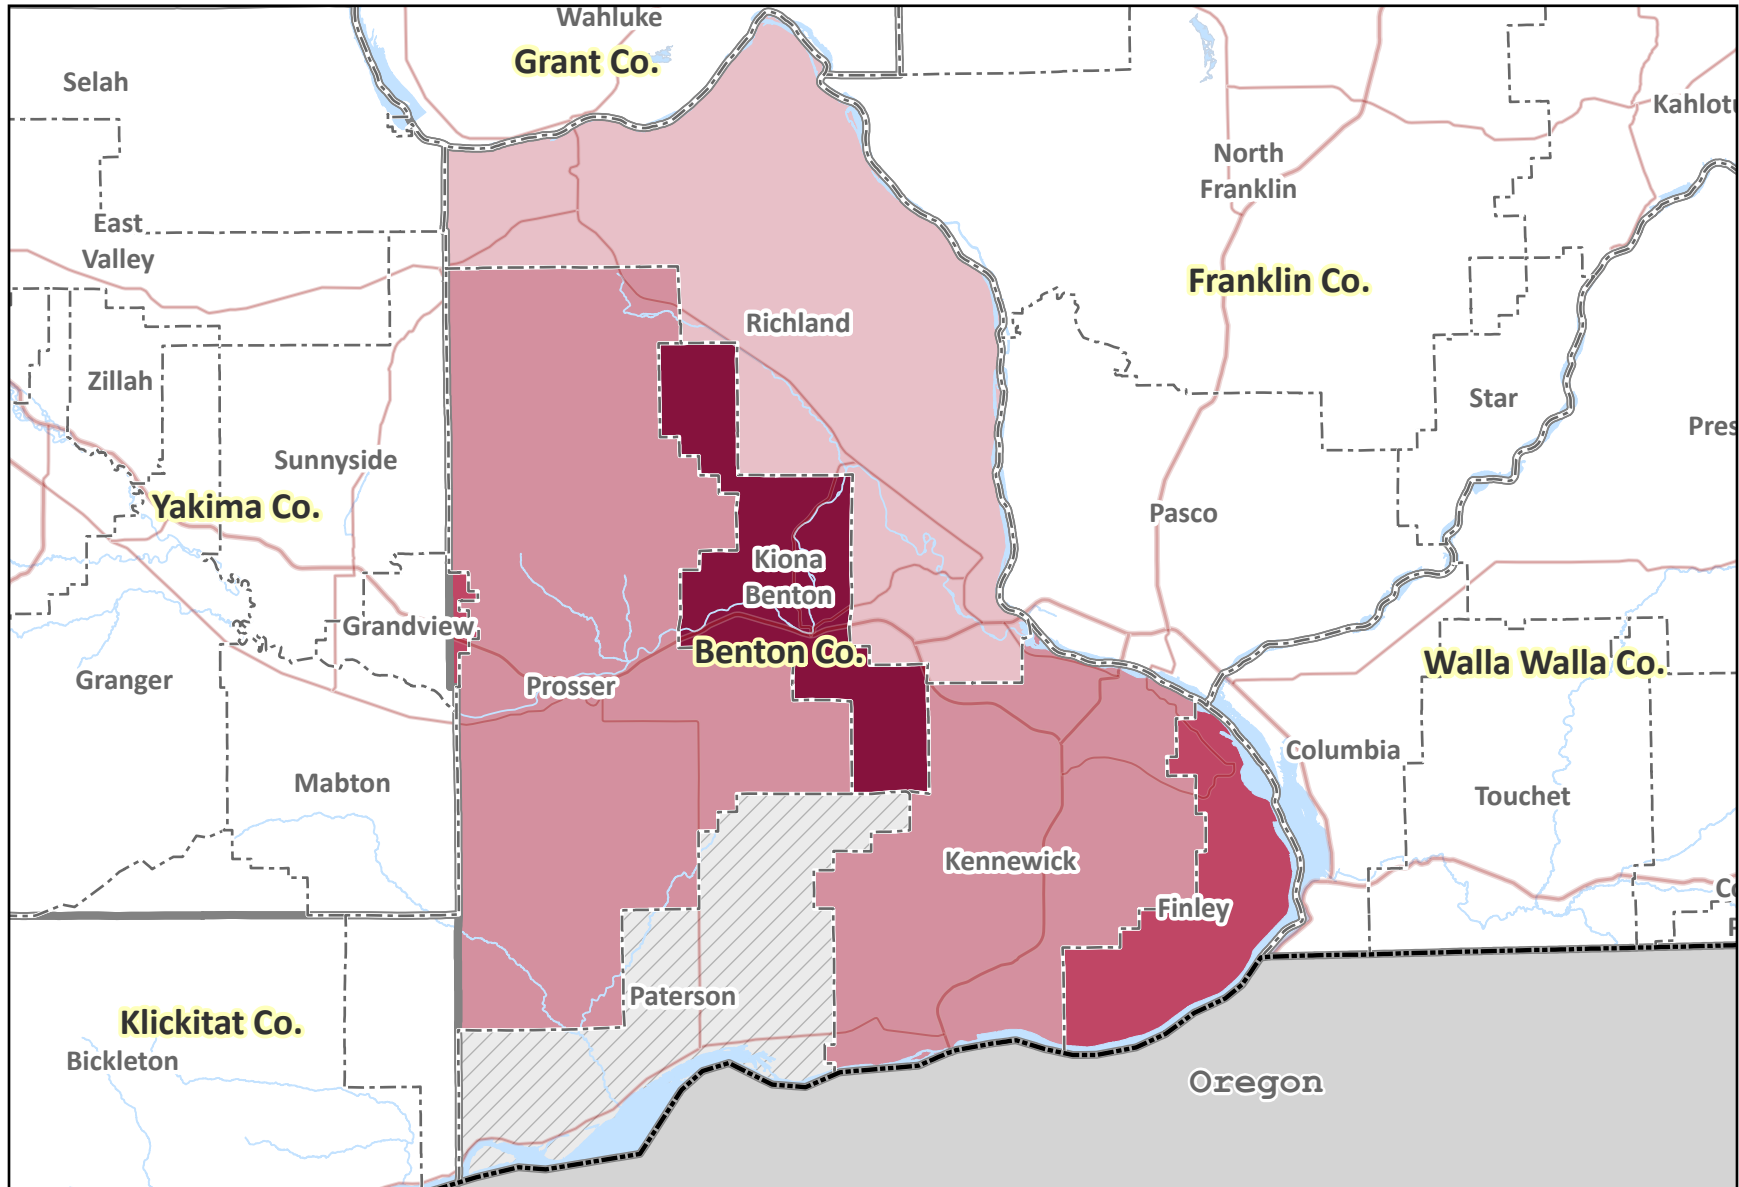 Wahluke
Grant Co.
Selah
Kahlot
North
Franklin
East
Valley
Franklin Co.
Richland
Zillah
Star
Pres
Sunnyside
Yakima Co.
Pasco
Kiona
Benton
Grandview
Benton Co.
Walla Walla Co.
Granger
Prosser
Columbia
Mabton
Touchet
Kennewick
Finley
Paterson
Klickitat Co.
Bickleton
Oregon